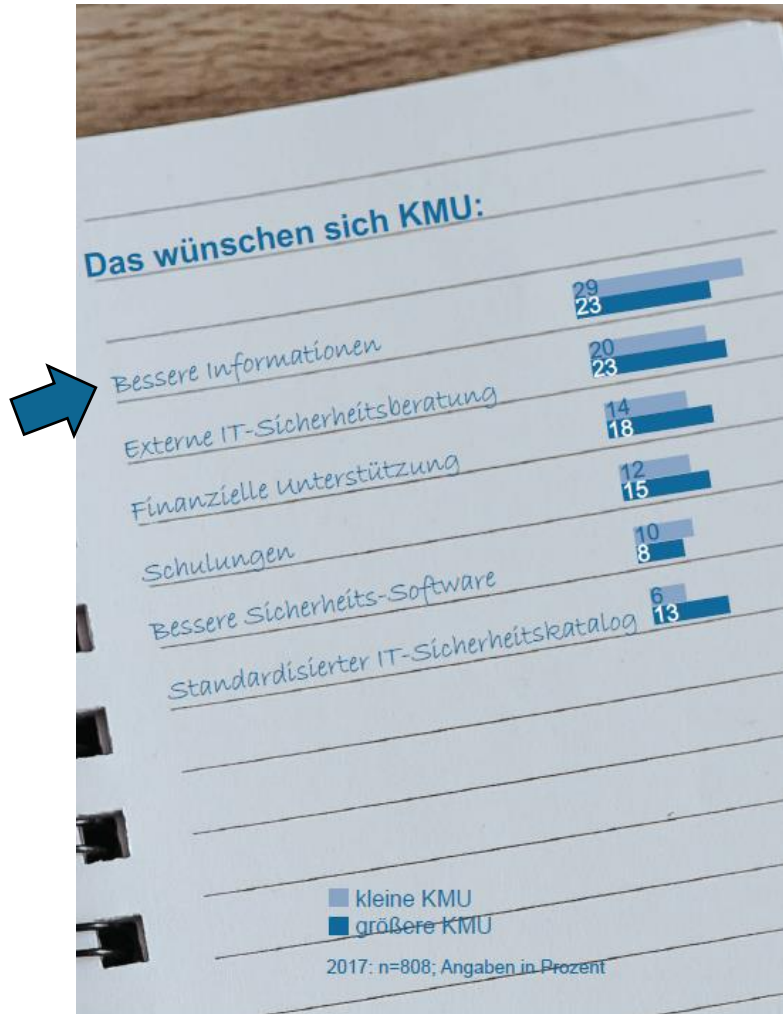 Das wünschen sich KMU:
29
23
Bessere Informationen
20
23
Externe IT-Sicherheitsberatung
14
18
Finanzielle Unterstützung
12
15
Schulungen
10
8
Bessere Sicherheits-Software
6
13
Standardisierter IT-Sicherheitskatalog
kleine KMU
größere KMU
2017: n=808; Angaben in Prozent